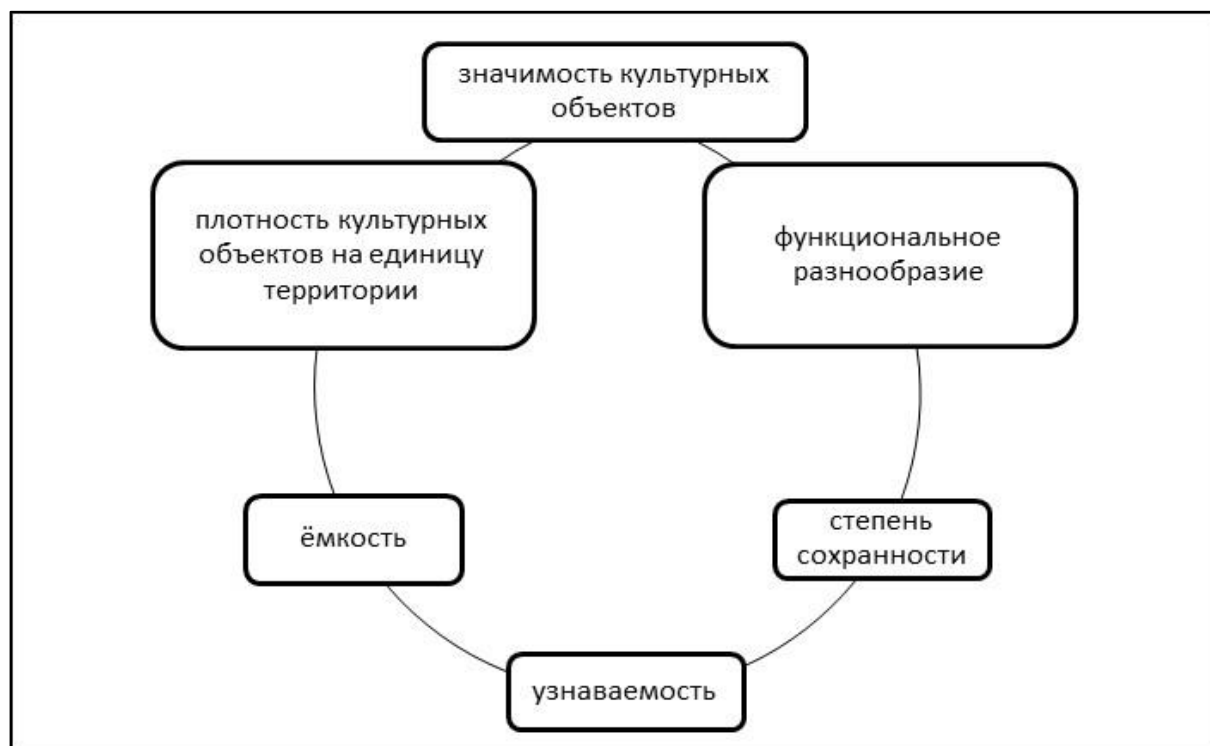 значимость культурных
объектов
плотность культурных
объектов на единицу
территории
функциональное
разнообразие
ёмкость
степень
сохранности
узнаваемость